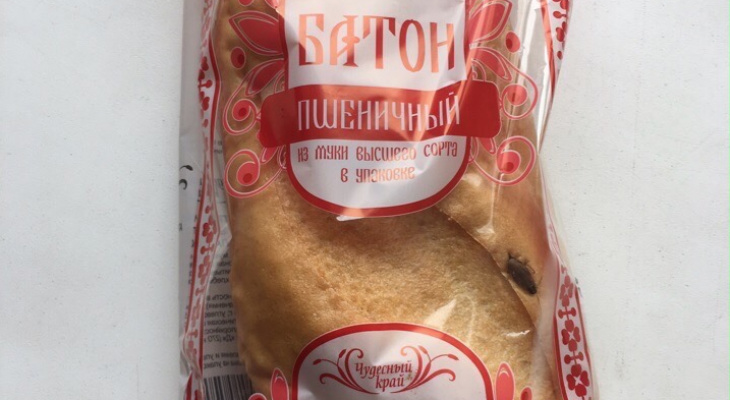 БАТОН
ПШЕНИЧНЫЙ
ИЗ МУКИ ВЫСШЕГО СОРТА
В УПАКОВКЕ
Чудесный
край